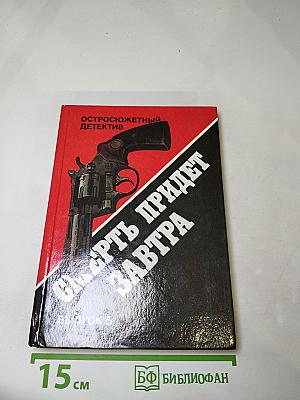 ОСТРОСЮЖЕТНЫЙ
ДЕТЕКТИВ
СМЕРТЬ ПРИДЕТ
ЗАВТРА
ВЫПУСК 5
15 см
БФ БИБЛИОФАН